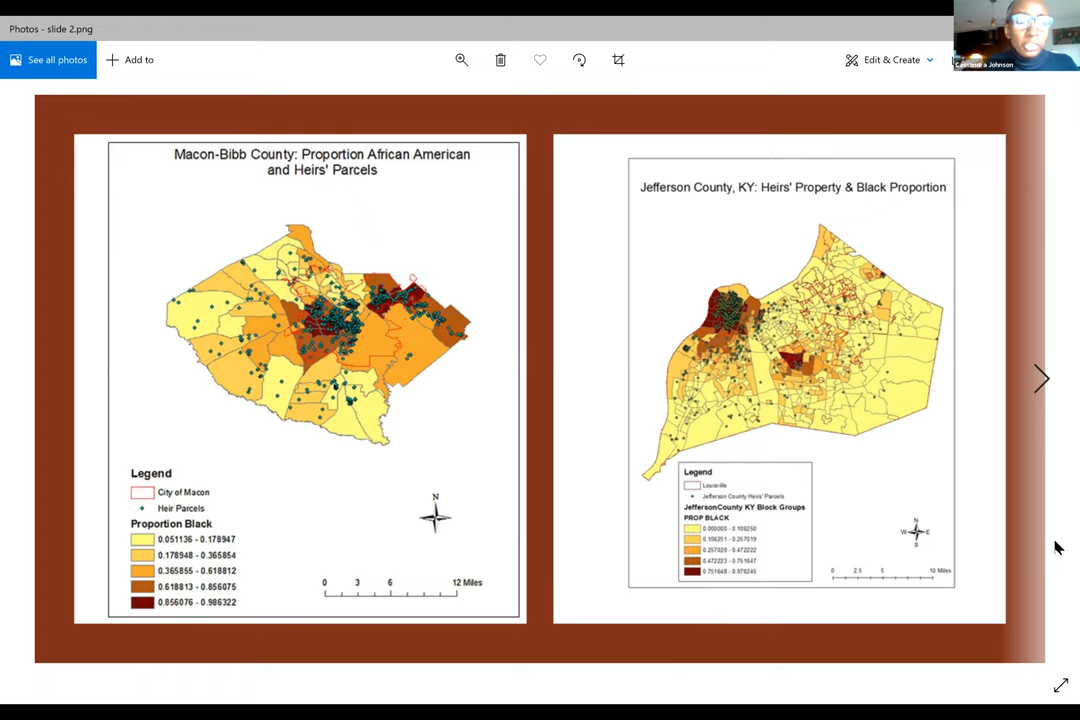 Photos - slide 2.png
See all photos
Add to
Edit & Create
Cassandra Johnson
Macon-Bibb County: Proportion African American
and Heirs' Parcels
Legend
City of Macon
Heir Parcels
Proportion Black
0.051136 - 0.178947
0.178948 - 0.365854
0.365855 - 0.618812
0.618813 - 0.856075
0.856076 - 0.986322
N
0 3 6 12 Miles
Jefferson County, KY: Heirs' Property & Black Proportion
Legend
Louisville
Jefferson County Heirs' Parcels
JeffersonCounty KY Block Groups
PROP BLACK
0.000000 - 0.106250
0.106251 - 0.257019
0.257020 - 0.472222
0.472223 - 0.751647
0.751648 - 0.978245
N
W E
S
0 2.5 5 10 Miles